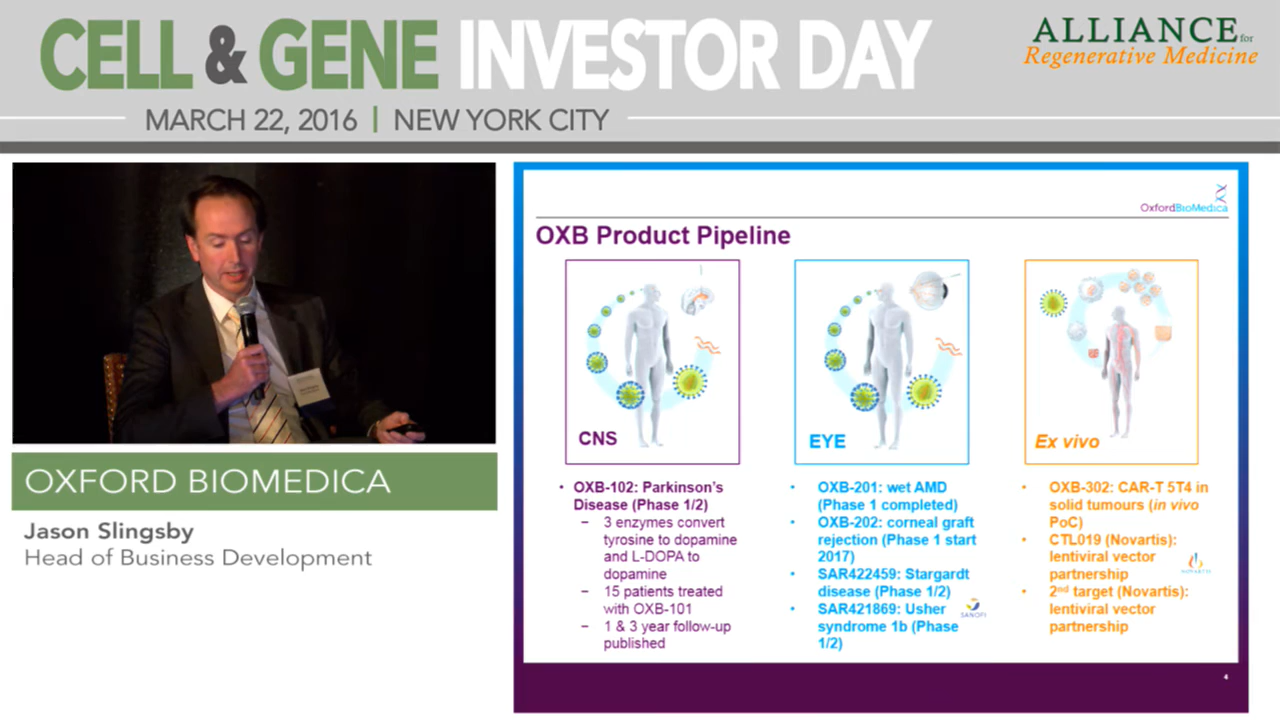 CELL & GENE INVESTOR DAY
MARCH 22, 2016 | NEW YORK CITY
ALLIANCE for
Regenerative Medicine
OXFORD BIOMEDICA
Jason Slingsby
Head of Business Development
OxfordBioMedica
OXB Product Pipeline
CNS
• OXB-102: Parkinson's
Disease (Phase 1/2)
– 3 enzymes convert
tyrosine to dopamine
and L-DOPA to
dopamine
– 15 patients treated
with OXB-101
– 1 & 3 year follow-up
published
EYE
• OXB-201: wet AMD
(Phase 1 completed)
• OXB-202: corneal graft
rejection (Phase 1 start
2017)
• SAR422459: Stargardt
disease (Phase 1/2)
• SAR421869: Usher
syndrome 1b (Phase
1/2)
SANOFI
Ex vivo
• OXB-302: CAR-T 5T4 in
solid tumours (in vivo
PoC)
• CTL019 (Novartis):
lentiviral vector
partnership
NOVARTIS
• 2nd target (Novartis):
lentiviral vector
partnership
4